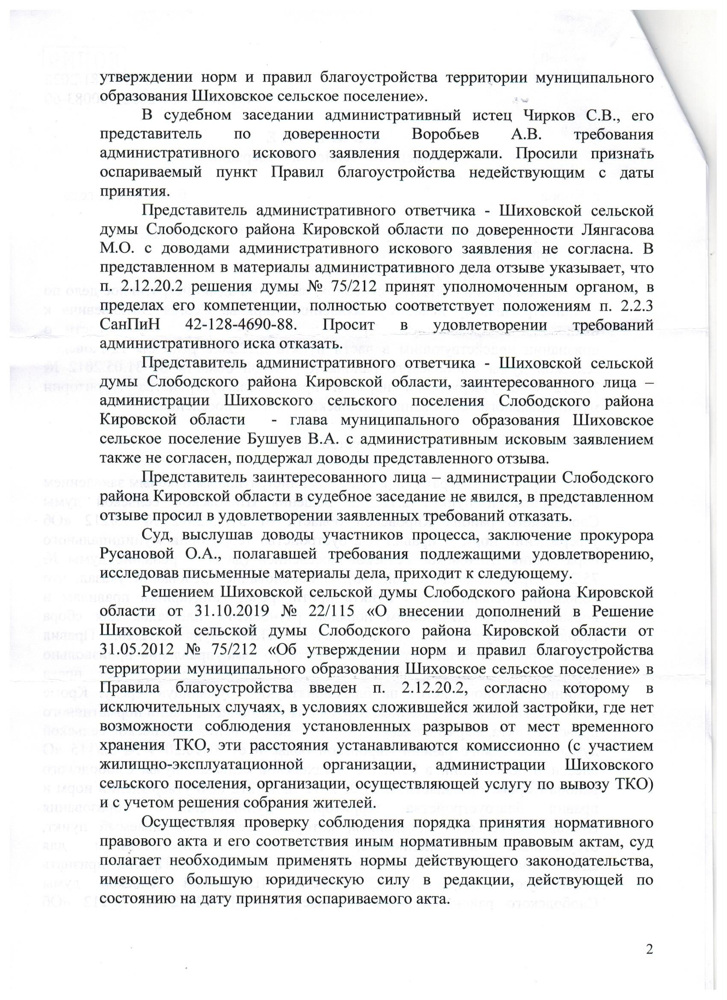 утверждении норм и правил благоустройства территории муниципального
образования Шиховское сельское поселение».
В судебном заседании административный истец Чирков С.В., его
представитель по доверенности Воробьев А.В. требования
административного искового заявления поддержали. Просили признать
оспариваемый пункт Правил благоустройства недействующим с даты
принятия.
Представитель административного ответчика - Шиховской сельской
думы Слободского района Кировской области по доверенности Лянгасова
М.О. с доводами административного искового заявления не согласна. В
представленном в материалы административного дела отзыве указывает, что
п. 2.12.20.2 решения думы № 75/212 принят уполномоченным органом, в
пределах его компетенции, полностью соответствует положениям п. 2.2.3
СанПиН 42-128-4690-88. Просит в удовлетворении требований
административного иска отказать.
Представитель административного ответчика - Шиховской сельской
думы Слободского района Кировской области, заинтересованного лица –
администрации Шиховского сельского поселения Слободского района
Кировской области - глава муниципального образования Шиховское
сельское поселение Бушуев В.А. с административным исковым заявлением
также не согласен, поддержал доводы представленного отзыва.
Представитель заинтересованного лица – администрации Слободского
района Кировской области в судебное заседание не явился, в представленном
отзыве просил в удовлетворении заявленных требований отказать.
Суд, выслушав доводы участников процесса, заключение прокурора
Русановой О.А., полагавшей требования подлежащими удовлетворению,
исследовав письменные материалы дела, приходит к следующему.
Решением Шиховской сельской думы Слободского района Кировской
области от 31.10.2019 № 22/115 «О внесении дополнений в Решение
Шиховской сельской думы Слободского района Кировской области от
31.05.2012 № 75/212 «Об утверждении норм и правил благоустройства
территории муниципального образования Шиховское сельское поселение» в
Правила благоустройства введен п. 2.12.20.2, согласно которому в
исключительных случаях, в условиях сложившейся жилой застройки, где нет
возможности соблюдения установленных разрывов от мест временного
хранения ТКО, эти расстояния устанавливаются комиссионно (с участием
жилищно-эксплуатационной организации, администрации Шиховского
сельского поселения, организации, осуществляющей услугу по вывозу ТКО)
и с учетом решения собрания жителей.
Осуществляя проверку соблюдения порядка принятия нормативного
правового акта и его соответствия иным нормативным правовым актам, суд
полагает необходимым применять нормы действующего законодательства,
имеющего большую юридическую силу в редакции, действующей по
состоянию на дату принятия оспариваемого акта.
2